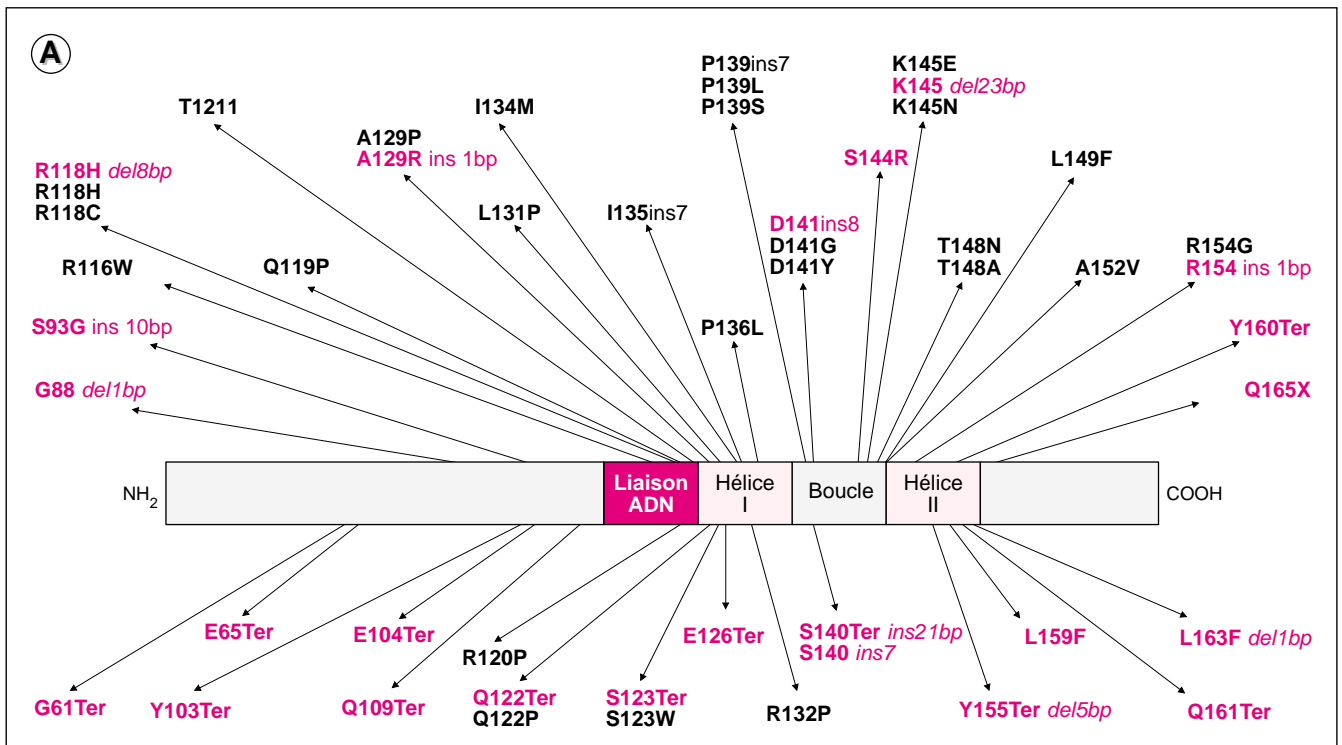 A
P139ins7
P139L
P139S
K145E
K145 del23bp
K145N
T1211
I134M
A129P
A129R ins 1bp
S144R
L149F
R118H del8bp
R118H
R118C
L131P
I135ins7
D141ins8
D141G
D141Y
T148N
T148A
R154G
R154 ins 1bp
R116W
Q119P
A152V
S93G ins 10bp
P136L
Y160Ter
G88 del1bp
Q165X
NH2
Liaison
ADN
Hélice
I
Boucle
Hélice
II
COOH
E65Ter
E104Ter
R120P
E126Ter
S140Ter ins21bp
S140 ins7
L159F
L163F del1bp
G61Ter
Y103Ter
Q109Ter
Q122Ter
Q122P
S123Ter
S123W
R132P
Y155Ter del5bp
Q161Ter